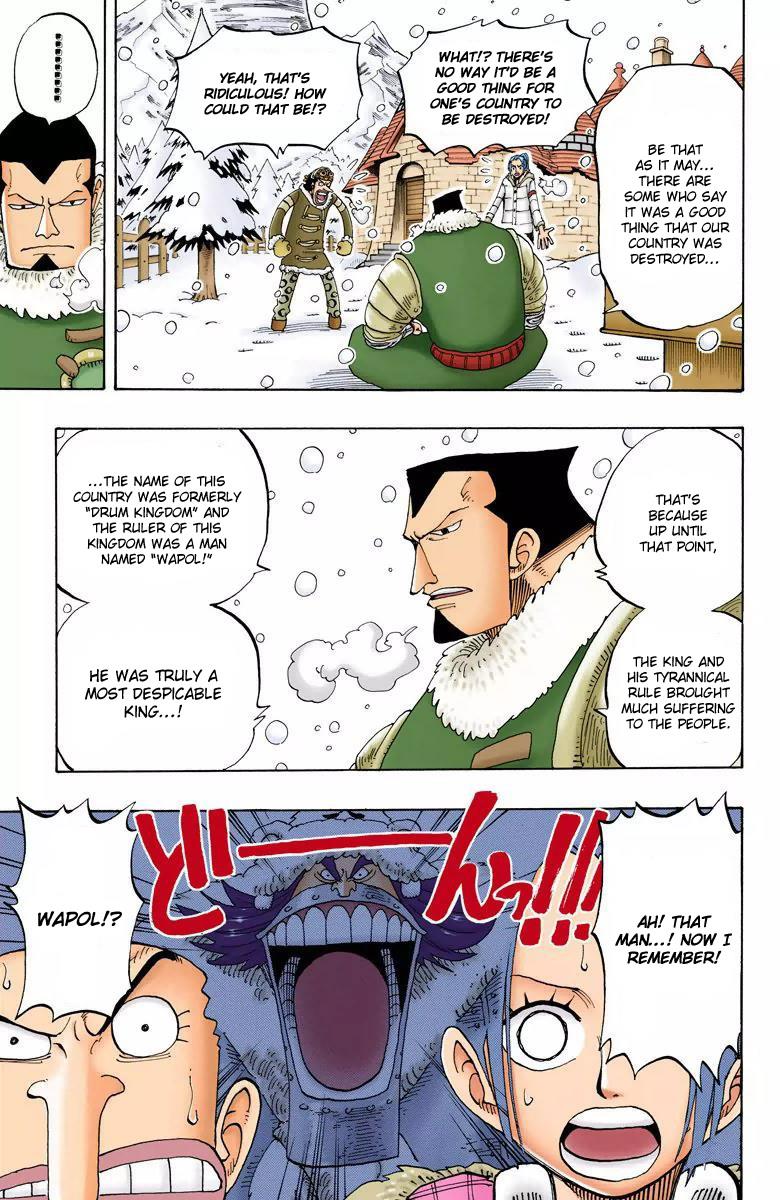 BE THAT
AS IT MAY...
THERE ARE
SOME WHO SAY
IT WAS A GOOD
THING THAT OUR
COUNTRY WAS
DESTROYED...
WHAT!? THERE'S
NO WAY IT'D BE A
GOOD THING FOR
ONE'S COUNTRY TO
BE DESTROYED!
YEAH, THAT'S
RIDICULOUS! HOW
COULD THAT BE!?
.........
THAT'S
BECAUSE
UP UNTIL
THAT POINT,
THE KING AND
HIS TYRANNICAL
RULE BROUGHT
MUCH SUFFERING
TO THE PEOPLE.
...THE NAME OF THIS
COUNTRY WAS FORMERLY
“DRUM KINGDOM” AND
THE RULER OF THIS
KINGDOM WAS A MAN
NAMED “WAPOL!”
HE WAS TRULY A
MOST DESPICABLE
KING...!
AH! THAT
MAN...! NOW I
REMEMBER!
どーんっ!!!
WAPOL!?